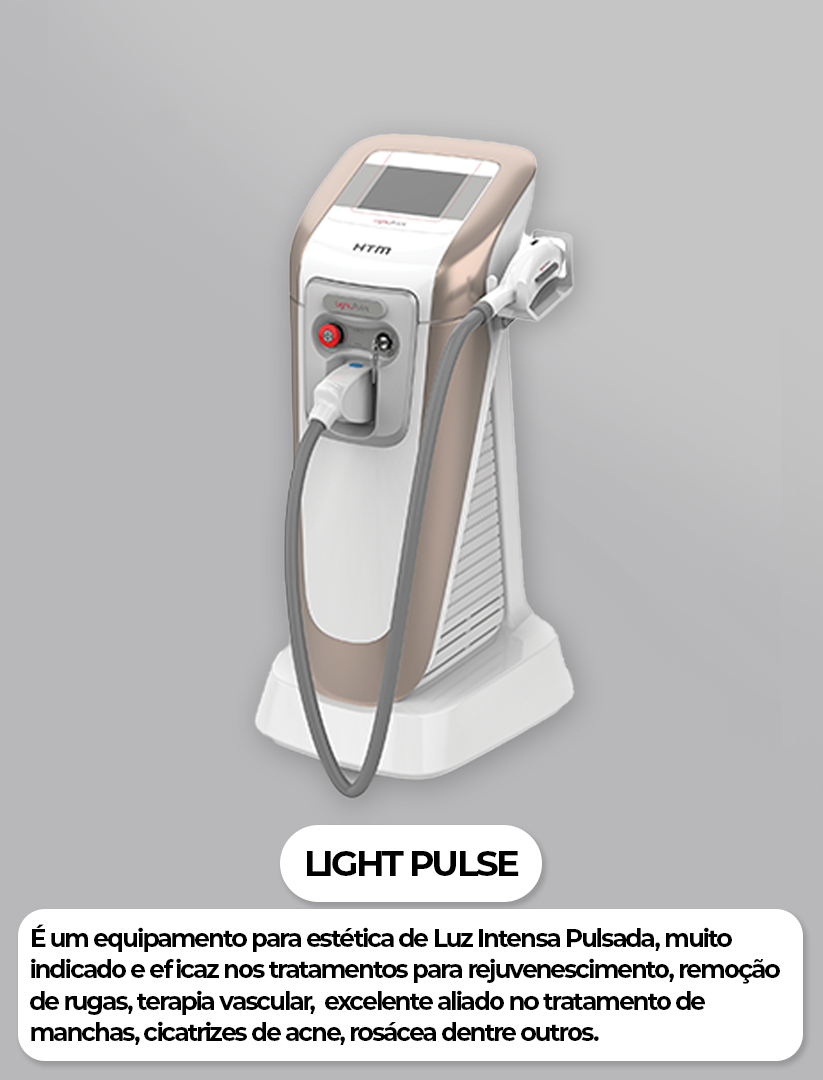 HTM
LIGHT PULSE
É um equipamento para estética de Luz Intensa Pulsada, muito
indicado e eficaz nos tratamentos para rejuvenescimento, remoção
de rugas, terapia vascular, excelente aliado no tratamento de
manchas, cicatrizes de acne, rosácea dentre outros.